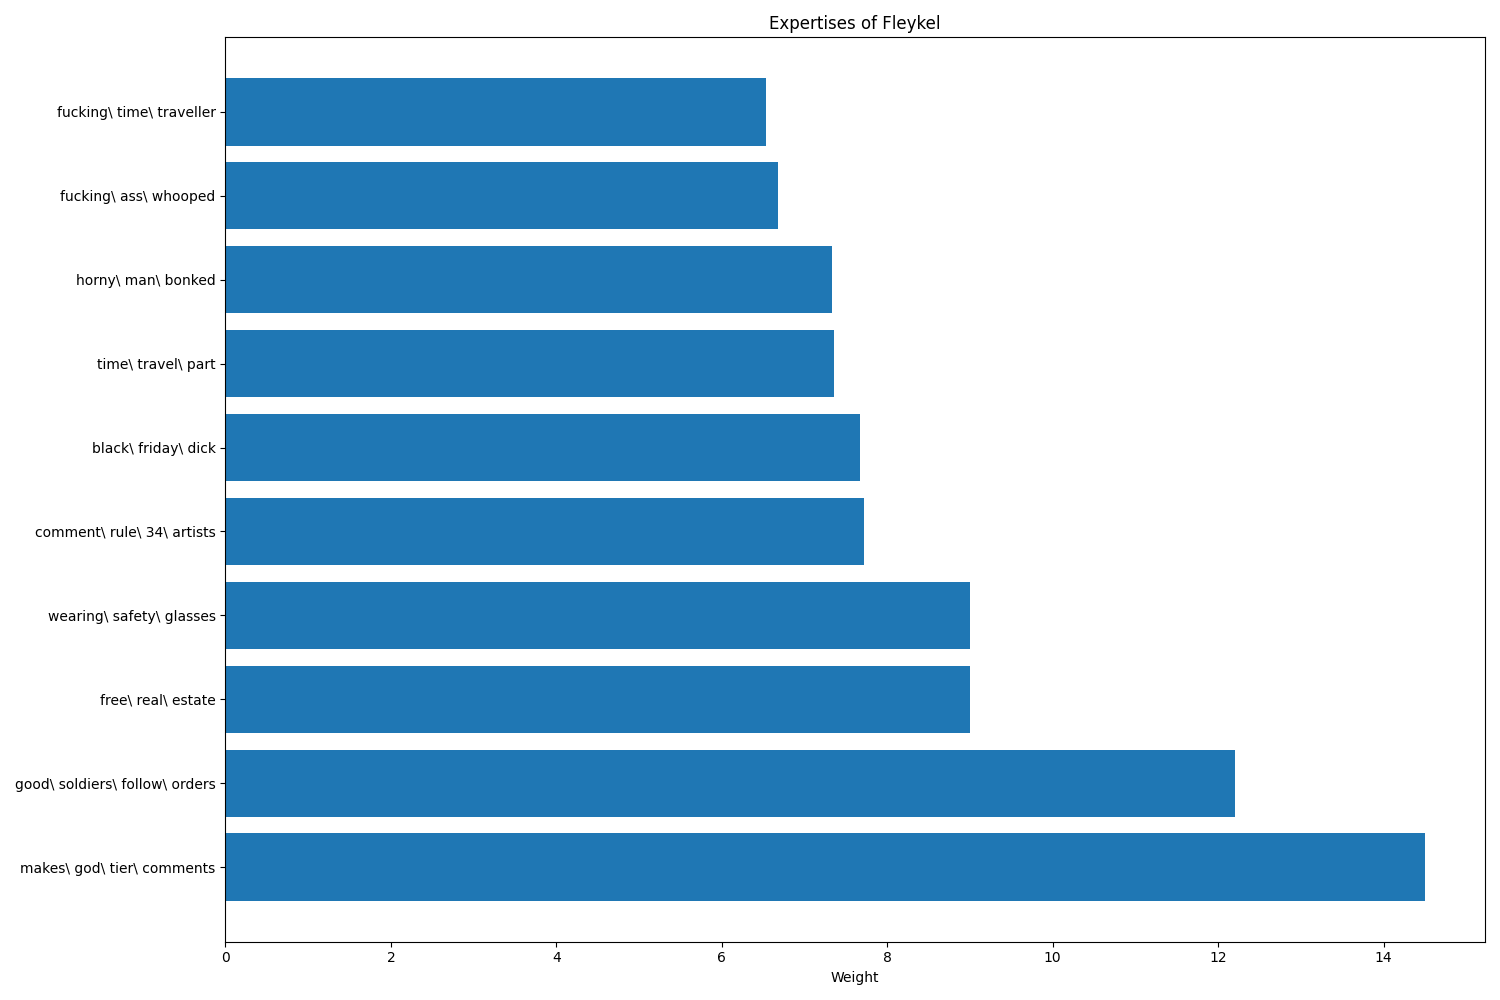 Expertises of Fleykel
fucking\ time\ traveller
fucking\ ass\ whooped
horny\ man\ bonked
time\ travel\ part
black\ friday\ dick
comment\ rule\ 34\ artists
wearing\ safety\ glasses
free\ real\ estate
good\ soldiers\ follow\ orders
makes\ god\ tier\ comments
0 2 4 6 8 10 12 14
Weight